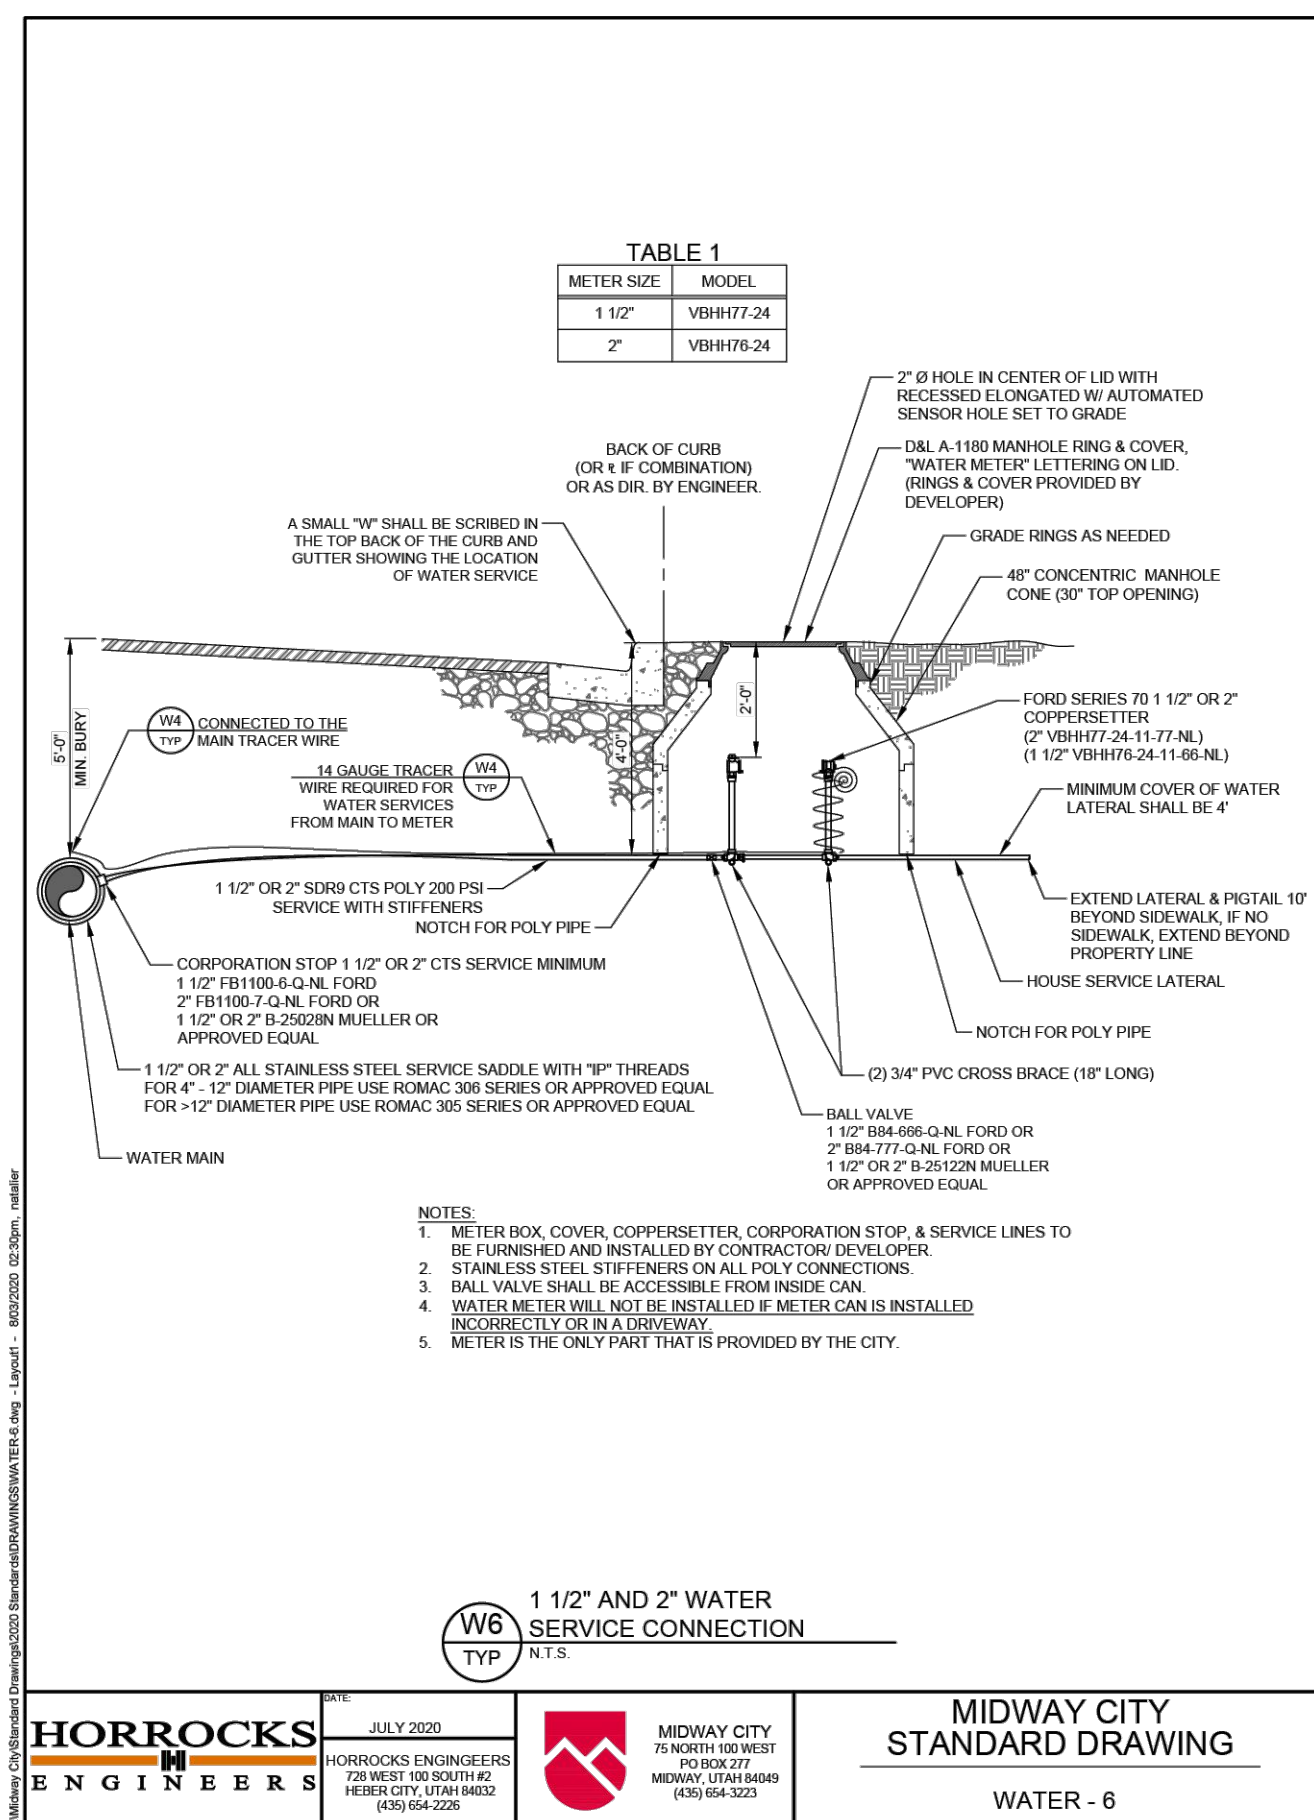 TABLE 1
METER SIZE MODEL
1 1/2" VBHH77-24
2" VBHH76-24
2" Ø HOLE IN CENTER OF LID WITH
RECESSED ELONGATED W/ AUTOMATED
SENSOR HOLE SET TO GRADE
BACK OF CURB
(OR ℄ IF COMBINATION)
OR AS DIR. BY ENGINEER.
D&L A-1180 MANHOLE RING & COVER,
"WATER METER" LETTERING ON LID.
(RINGS & COVER PROVIDED BY
DEVELOPER)
A SMALL "W" SHALL BE SCRIBED IN
THE TOP BACK OF THE CURB AND
GUTTER SHOWING THE LOCATION
OF WATER SERVICE
GRADE RINGS AS NEEDED
48" CONCENTRIC MANHOLE
CONE (30" TOP OPENING)
5'-0"
MIN. BURY
W4
TYP
CONNECTED TO THE
MAIN TRACER WIRE
2'-0"
4'-0"
FORD SERIES 70 1 1/2" OR 2"
COPPERSETTER
(2" VBHH77-24-11-77-NL)
(1 1/2" VBHH76-24-11-66-NL)
14 GAUGE TRACER
WIRE REQUIRED FOR
WATER SERVICES
FROM MAIN TO METER
W4
TYP
MINIMUM COVER OF WATER
LATERAL SHALL BE 4'
1 1/2" OR 2" SDR9 CTS POLY 200 PSI
SERVICE WITH STIFFENERS
NOTCH FOR POLY PIPE
EXTEND LATERAL & PIGTAIL 10'
BEYOND SIDEWALK, IF NO
SIDEWALK, EXTEND BEYOND
PROPERTY LINE
CORPORATION STOP 1 1/2" OR 2" CTS SERVICE MINIMUM
1 1/2" FB1100-6-Q-NL FORD
2" FB1100-7-Q-NL FORD OR
1 1/2" OR 2" B-25028N MUELLER OR
APPROVED EQUAL
HOUSE SERVICE LATERAL
NOTCH FOR POLY PIPE
1 1/2" OR 2" ALL STAINLESS STEEL SERVICE SADDLE WITH "IP" THREADS
FOR 4" - 12" DIAMETER PIPE USE ROMAC 306 SERIES OR APPROVED EQUAL
FOR >12" DIAMETER PIPE USE ROMAC 305 SERIES OR APPROVED EQUAL
(2) 3/4" PVC CROSS BRACE (18" LONG)
BALL VALVE
1 1/2" B84-666-Q-NL FORD OR
2" B84-777-Q-NL FORD OR
1 1/2" OR 2" B-25122N MUELLER
OR APPROVED EQUAL
WATER MAIN
NOTES:
1. METER BOX, COVER, COPPERSETTER, CORPORATION STOP, & SERVICE LINES TO
BE FURNISHED AND INSTALLED BY CONTRACTOR/ DEVELOPER.
2. STAINLESS STEEL STIFFENERS ON ALL POLY CONNECTIONS.
3. BALL VALVE SHALL BE ACCESSIBLE FROM INSIDE CAN.
4. WATER METER WILL NOT BE INSTALLED IF METER CAN IS INSTALLED
INCORRECTLY OR IN A DRIVEWAY.
5. METER IS THE ONLY PART THAT IS PROVIDED BY THE CITY.
W6
TYP
1 1/2" AND 2" WATER
SERVICE CONNECTION
N.T.S.
\Midway City\Standard Drawings\2020 Standards\DRAWINGS\WATER-6.dwg - Layout1 - 8/03/2020 02:30pm, natalier
HORROCKS
ENGINEERS
DATE:
JULY 2020
HORROCKS ENGINGEERS
728 WEST 100 SOUTH #2
HEBER CITY, UTAH 84032
(435) 654-2226
MIDWAY CITY
75 NORTH 100 WEST
PO BOX 277
MIDWAY, UTAH 84049
(435) 654-3223
MIDWAY CITY
STANDARD DRAWING
WATER - 6